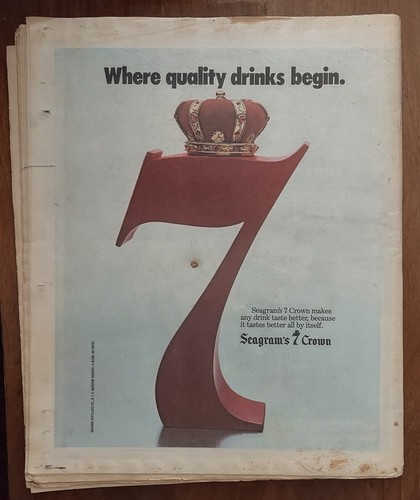 Where quality drinks begin.
7
Seagram's 7 Crown makes
any drink taste better, because
it tastes better all by itself.
Seagram's 7 Crown